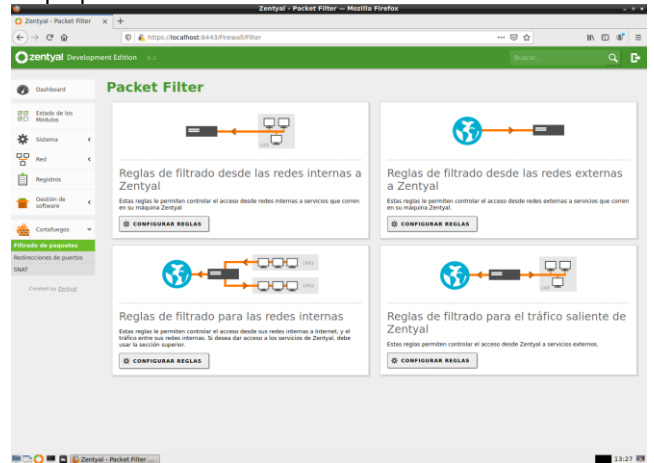 Zentyal - Packet Filter — Mozilla Firefox
Zentyal - Packet Filter
https://localhost:8443/Firewall/Filter
zentyal Development Edition 6.2
Buscar...
Dashboard
Estado de los
Módulos
Sistema
Red
Registros
Gestión de
software
Cortafuegos
Filtrado de paquetes
Redirecciones de puertos
SNAT
Created by Zentyal
Packet Filter
LAN
Reglas de filtrado desde las redes internas a
Zentyal
Estas reglas le permiten controlar el acceso desde redes internas a servicios que corren
en su máquina Zentyal
CONFIGURAR REGLAS
Reglas de filtrado desde las redes externas
a Zentyal
Estas reglas le permiten controlar el acceso desde redes externas a servicios que corren
en su máquina Zentyal.
CONFIGURAR REGLAS
LAN1
LAN2
Reglas de filtrado para las redes internas
Estas reglas le permiten controlar el acceso desde sus redes internas a Internet, y el
tráfico entre sus redes internas. Si desea dar acceso a los servicios de Zentyal, debe
usar la sección superior.
CONFIGURAR REGLAS
LAN
Reglas de filtrado para el tráfico saliente de
Zentyal
Estas reglas permiten controlar el acceso desde Zentyal a servicios externos.
CONFIGURAR REGLAS
Zentyal - Packet Filter ...
13:27